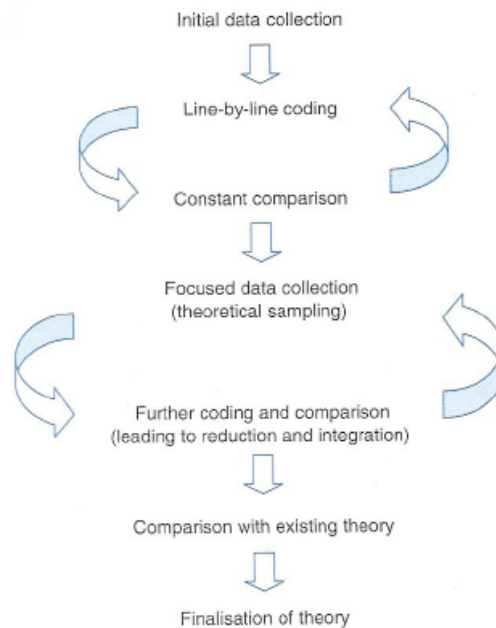 Initial data collection
Line-by-line coding
Constant comparison
Focused data collection
(theoretical sampling)
Further coding and comparison
(leading to reduction and integration)
Comparison with existing theory
Finalisation of theory